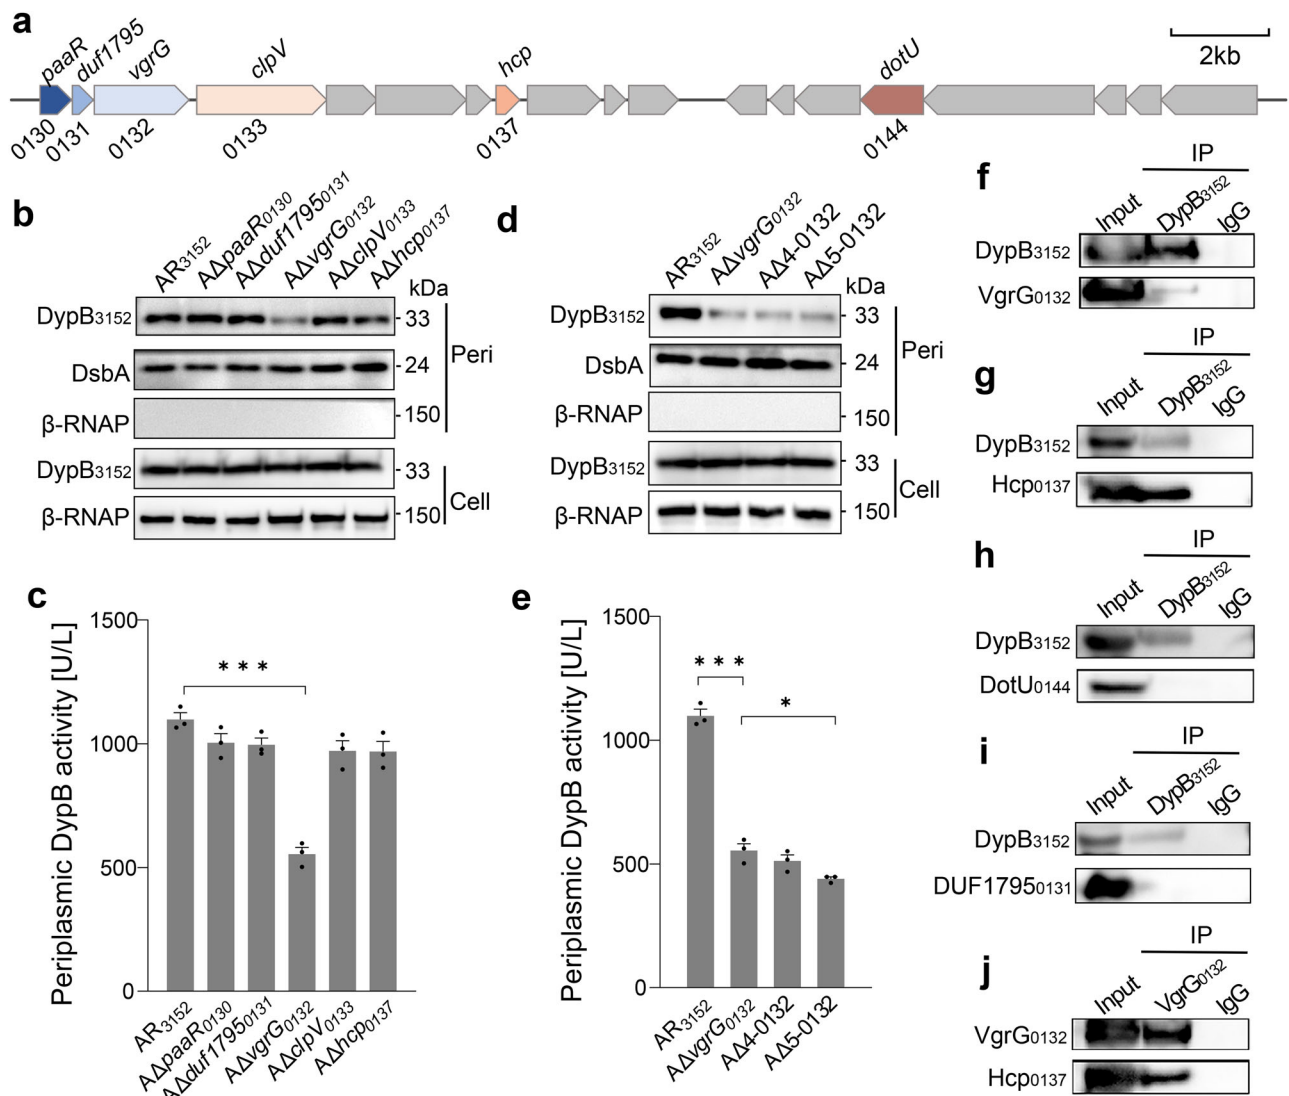 a
paaR duf1795 vgrG clpV hcp dotU
2kb
0130 0131 0132 0133 0137 0144
b
AR3152 AΔpaaR0130 AΔduf17950131 AΔvgrG0132 AΔclpV0133 AΔhcp0137
kDa
DypB3152 33
DsbA 24
β-RNAP 150
Peri
DypB3152 33
β-RNAP 150
Cell
d
AR3152 AΔvgrG0132 AΔ4-0132 AΔ5-0132
kDa
DypB3152 33
DsbA 24
β-RNAP 150
Peri
DypB3152 33
β-RNAP 150
Cell
c
Periplasmic DypB activity [U/L]
1500
1000
500
0
* * *
AR3152 AΔpaaR0130 AΔduf17950131 AΔvgrG0132 AΔclpV0133 AΔhcp0137
e
Periplasmic DypB activity [U/L]
1500
1000
500
0
* * *
*
AR3152 AΔvgrG0132 AΔ4-0132 AΔ5-0132
f
IP
Input DypB3152 IgG
DypB3152
VgrG0132
g
IP
Input DypB3152 IgG
DypB3152
Hcp0137
h
IP
Input DypB3152 IgG
DypB3152
DotU0144
i
IP
Input DypB3152 IgG
DypB3152
DUF17950131
j
IP
Input VgrG0132 IgG
VgrG0132
Hcp0137